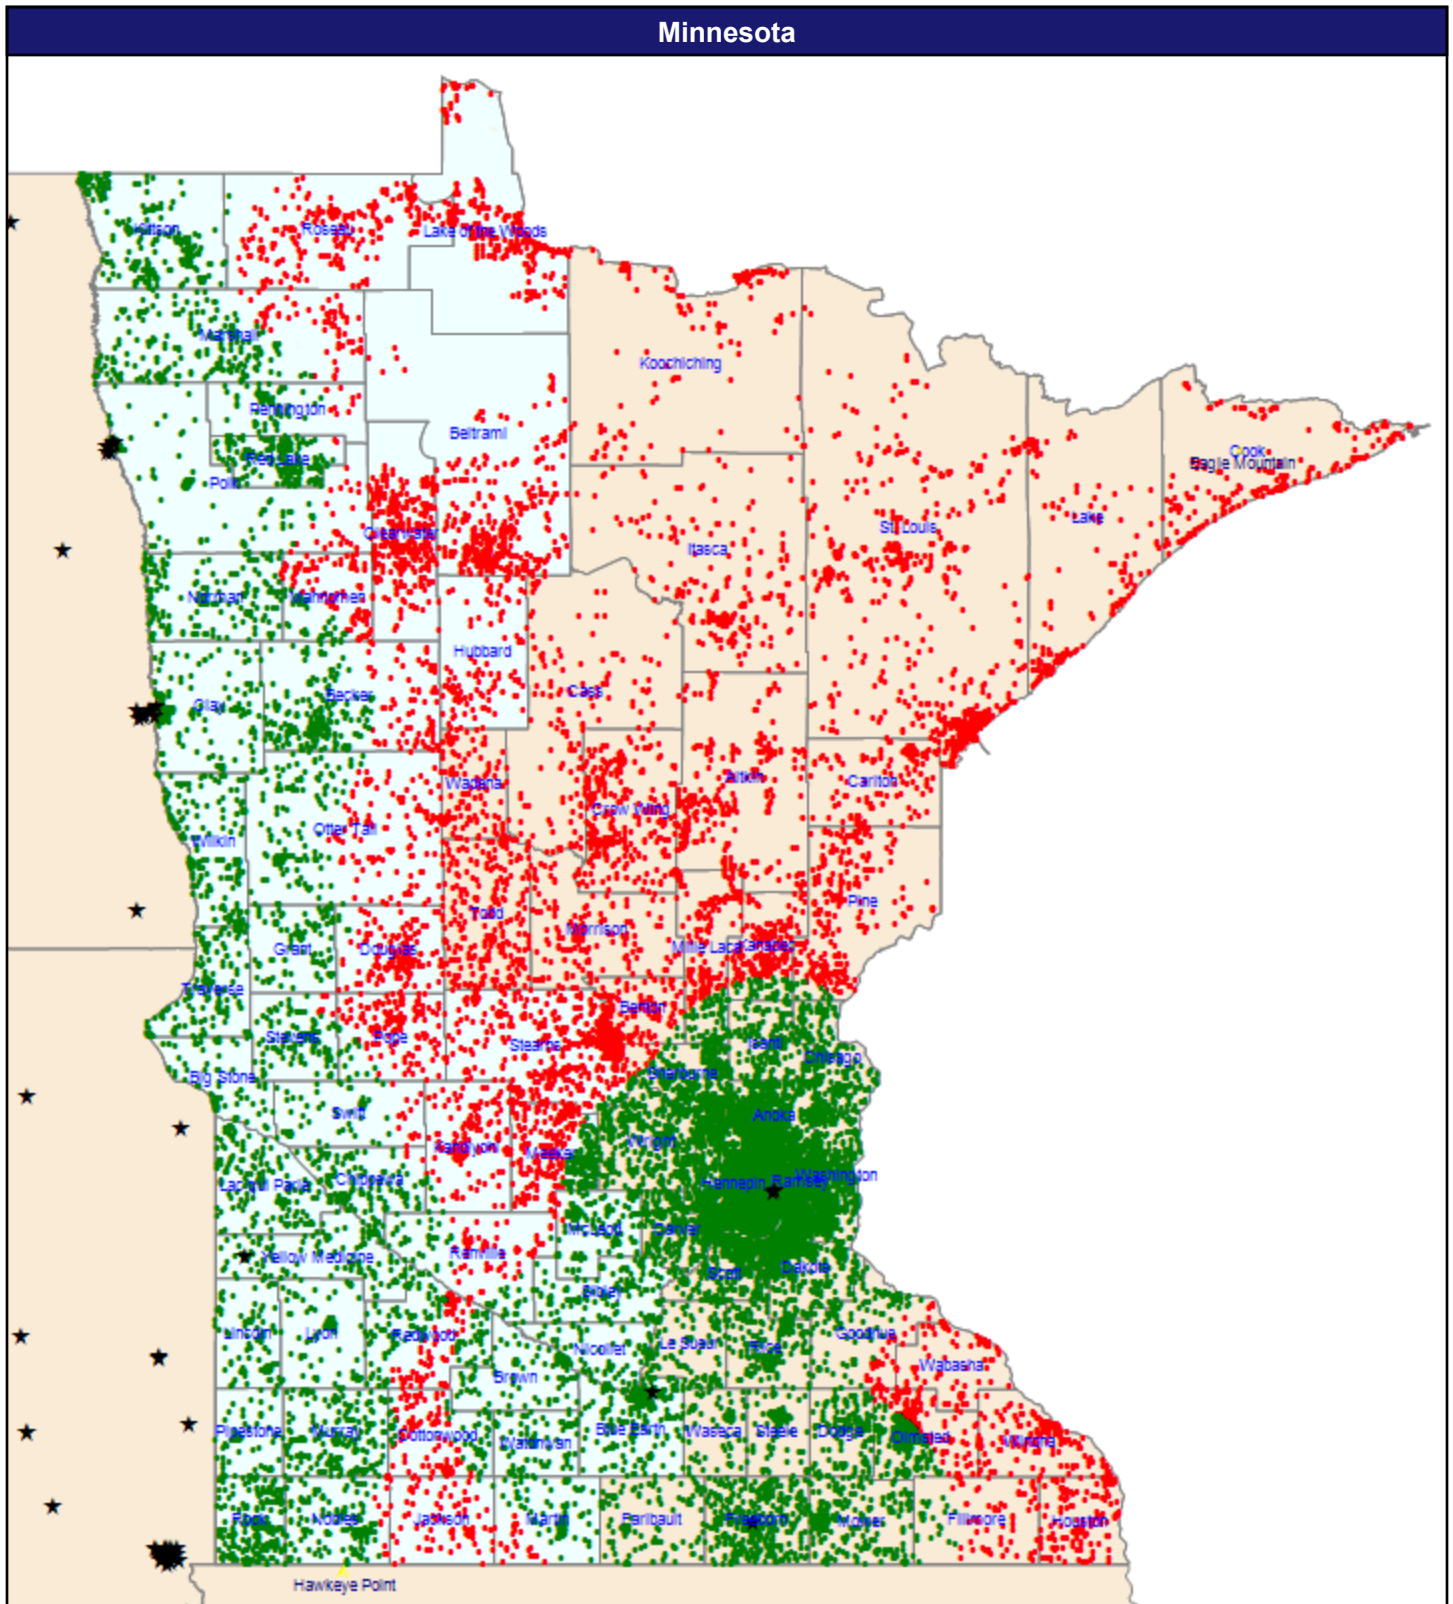 Minnesota
Kittson
Roseau
Lake of the Woods
Marshall
Koochiching
Pennington
Beltrami
Red Lake
Polk
Cook
Eagle Mountain
Clearwater
Itasca
St. Louis
Lake
Norman
Mahnomen
Hubbard
Clay
Becker
Cass
Wadena
Aitkin
Carlton
Otter Tail
Crow Wing
Wilkin
Pine
Todd
Morrison
Grant
Douglas
Mille Lacs
Kanabec
Traverse
Benton
Stevens
Pope
Stearns
Isanti
Chisago
Big Stone
Sherburne
Swift
Anoka
Kandiyohi
Meeker
Wright
Lac qui Parle
Chippewa
Hennepin
Ramsey
Washington
McLeod
Carver
Yellow Medicine
Renville
Scott
Dakota
Sibley
Lincoln
Lyon
Redwood
Nicollet
Le Sueur
Rice
Goodhue
Wabasha
Brown
Pipestone
Murray
Cottonwood
Watonwan
Blue Earth
Waseca
Steele
Dodge
Olmsted
Winona
Rock
Nobles
Jackson
Martin
Faribault
Freeborn
Mower
Fillmore
Houston
Hawkeye Point